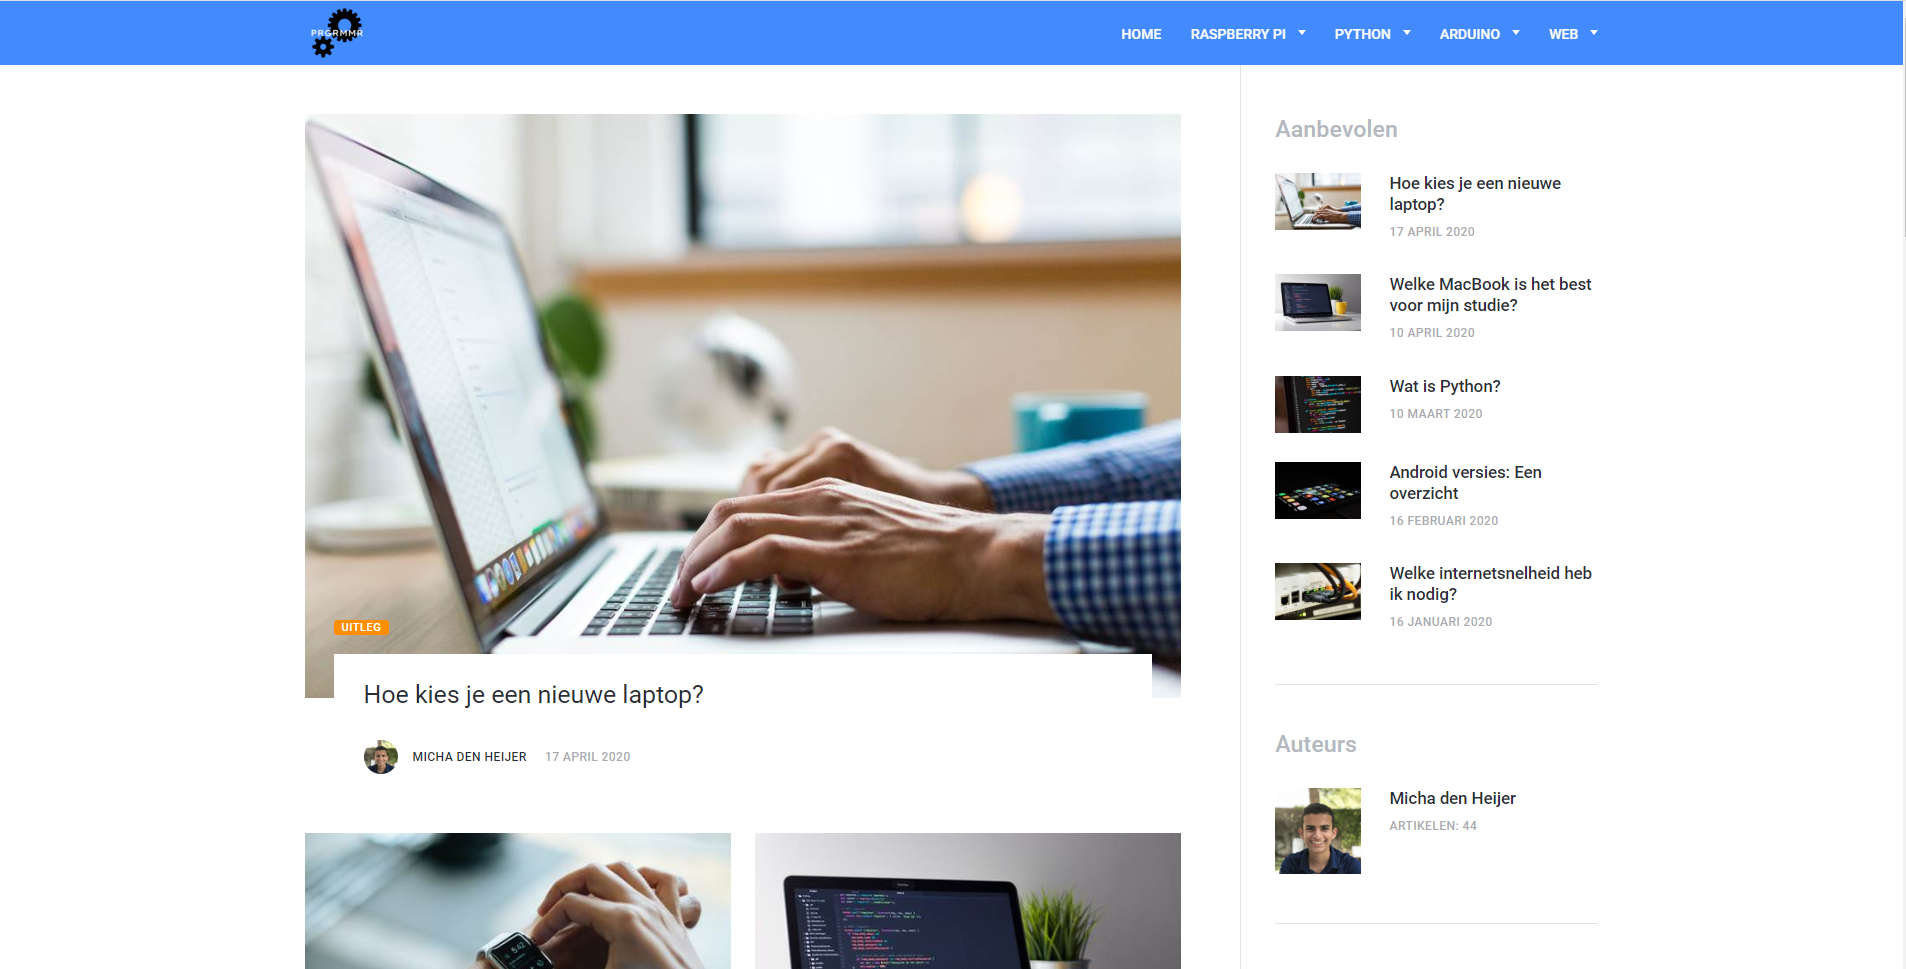 PRGRMMR
HOME
RASPBERRY PI
PYTHON
ARDUINO
WEB
UITLEG
Hoe kies je een nieuwe laptop?
MICHA DEN HEIJER
17 APRIL 2020
5:42
Aanbevolen
Hoe kies je een nieuwe
laptop?
17 APRIL 2020
Welke MacBook is het best
voor mijn studie?
10 APRIL 2020
Wat is Python?
10 MAART 2020
Android versies: Een
overzicht
16 FEBRUARI 2020
Welke internetsnelheid heb
ik nodig?
16 JANUARI 2020
Auteurs
Micha den Heijer
ARTIKELEN: 44